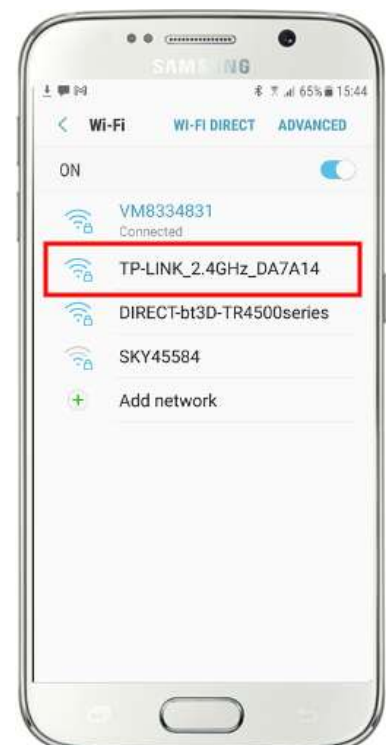 SAMSUNG
65% 15:44
Wi-Fi WI-FI DIRECT ADVANCED
ON
VM8334831
Connected
TP-LINK_2.4GHz_DA7A14
DIRECT-bt3D-TR4500series
SKY45584
Add network